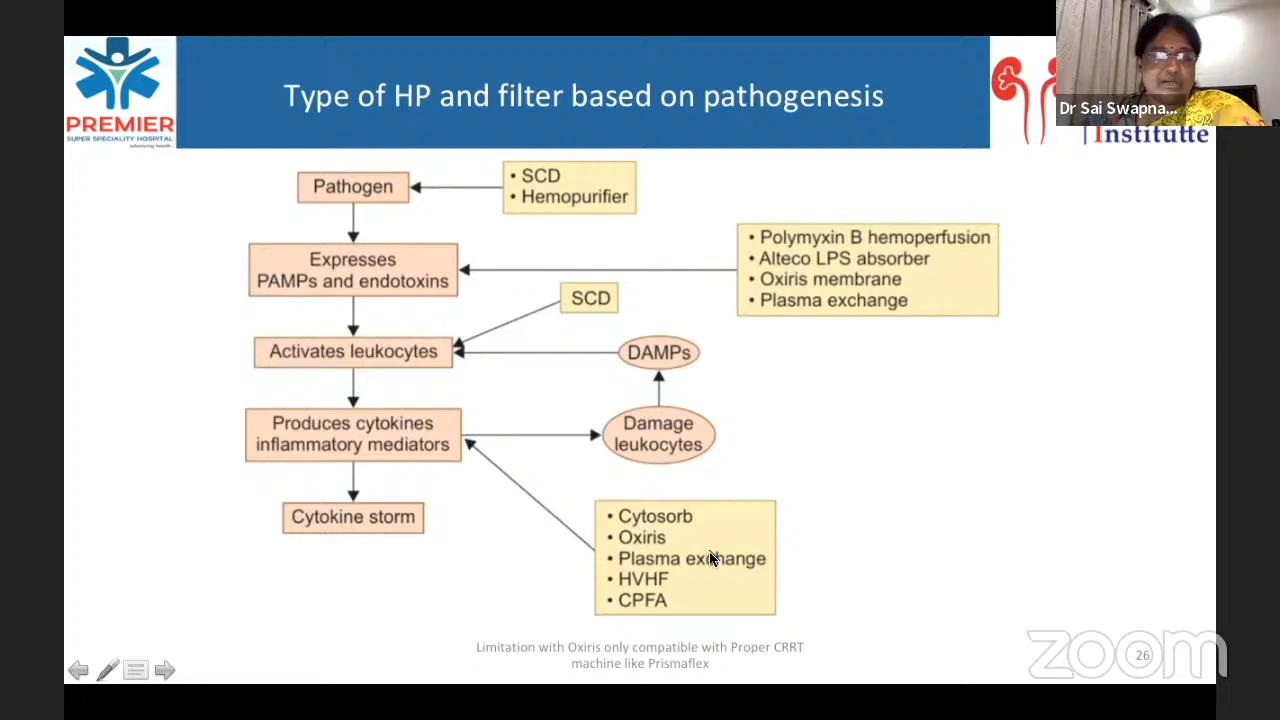 PREMIER
SUPER SPECIALITY HOSPITAL
Type of HP and filter based on pathogenesis
Dr Sai Swapna...
Institutte
Pathogen
• SCD
• Hemopurifier
Expresses
PAMPs and endotoxins
• Polymyxin B hemoperfusion
• Alteco LPS absorber
• Oxiris membrane
• Plasma exchange
SCD
Activates leukocytes
DAMPs
Produces cytokines
inflammatory mediators
Damage
leukocytes
Cytokine storm
• Cytosorb
• Oxiris
• Plasma exchange
• HVHF
• CPFA
Limitation with Oxiris only compatible with Proper CRRT
machine like Prismaflex
26
zoom